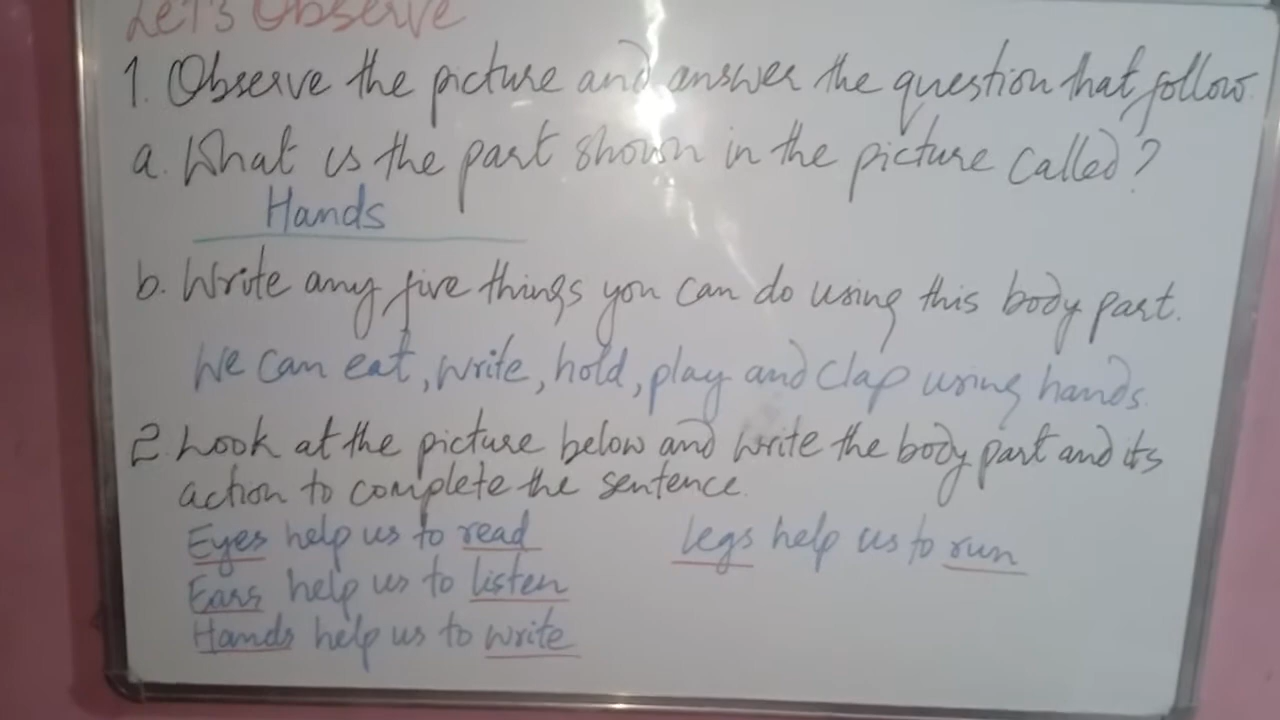 Let's Observe
1. Observe the picture and answer the question that follow.
a. What is the part shown in the picture called?
Hands
b. Write any five things you can do using this body part.
We can eat, write, hold, play and clap using hands.
2. Look at the picture below and write the body part and its
action to complete the sentence.
Eyes help us to read legs help us to run
Ears help us to listen
Hands help us to write